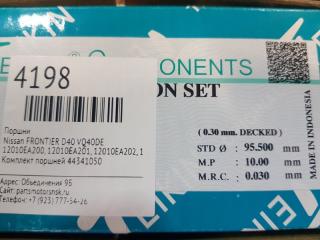 COMPONENTS
4198
ON SET
MADE IN INDONESIA
Поршни
Nissan FRONTIER D40 VQ40DE
12010EA200, 12010EA201, 12010EA202, 1
Комплект поршней 44341050
Адрес: Объединения 95
Сайт: partsmotorsnsk.ru
Телефон: +7 (923) 777-54-26
( 0.30 mm. DECKED )
STD Ø : 95.500 mm
M.P : 10.00 mm
M.R.C. : 0.030 mm